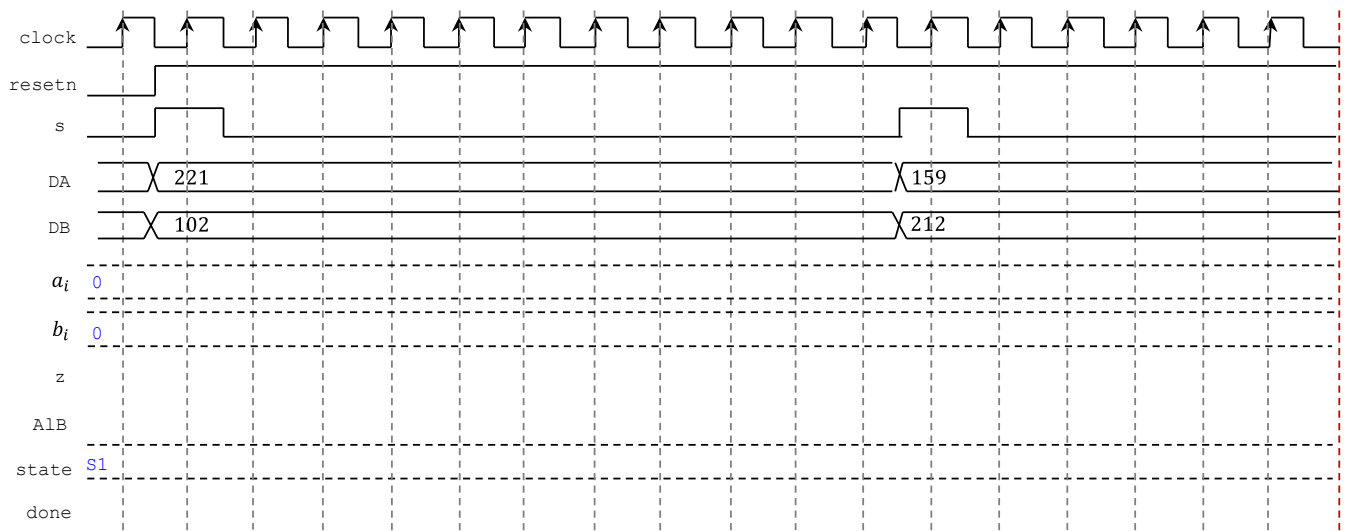 clock
resetn
s
DA 221 159
DB 102 212
a_i 0
b_i 0
z
AlB
state S1
done